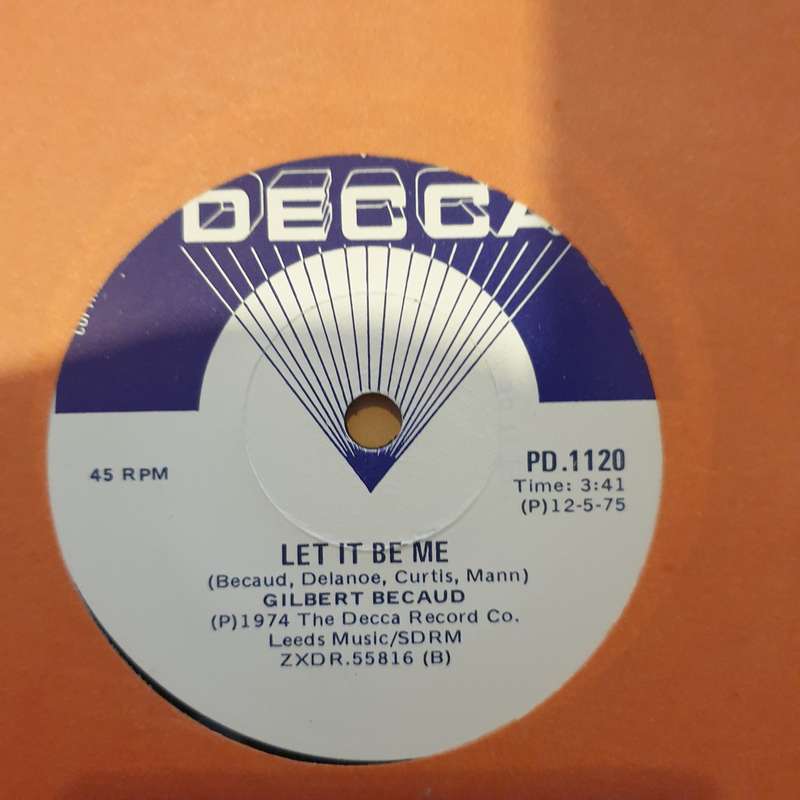 DECCA
45 RPM
PD.1120
Time: 3:41
(P)12-5-75
LET IT BE ME
(Becaud, Delanoe, Curtis, Mann)
GILBERT BECAUD
(P)1974 The Decca Record Co.
Leeds Music/SDRM
ZXDR.55816 (B)